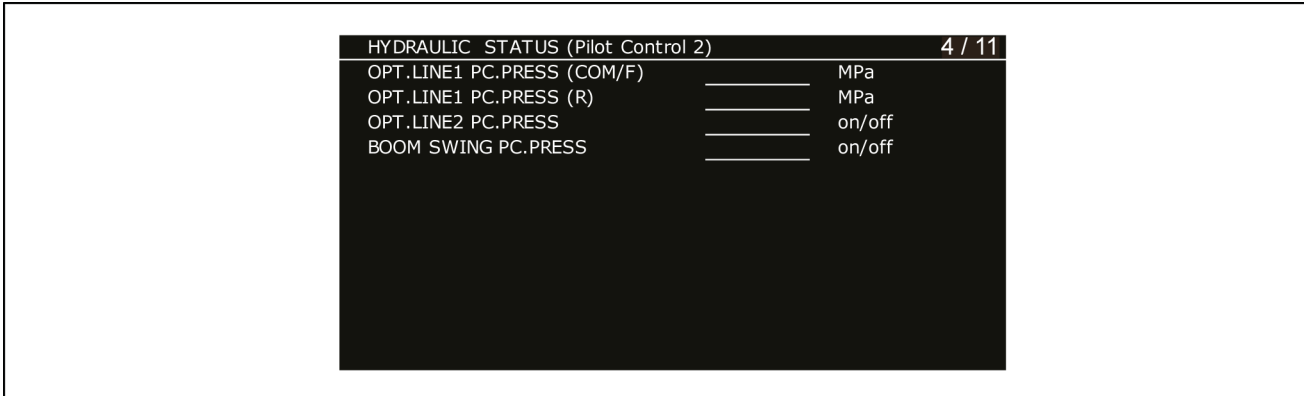 HYDRAULIC STATUS (Pilot Control 2) 4 / 11
OPT.LINE1 PC.PRESS (COM/F) MPa
OPT.LINE1 PC.PRESS (R) MPa
OPT.LINE2 PC.PRESS on/off
BOOM SWING PC.PRESS on/off